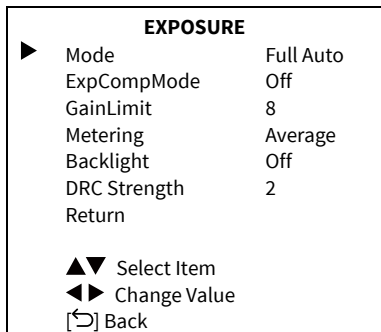 EXPOSURE
▶ Mode Full Auto
ExpCompMode Off
GainLimit 8
Metering Average
Backlight Off
DRC Strength 2
Return
▲▼ Select Item
◀▶ Change Value
[⮌] Back